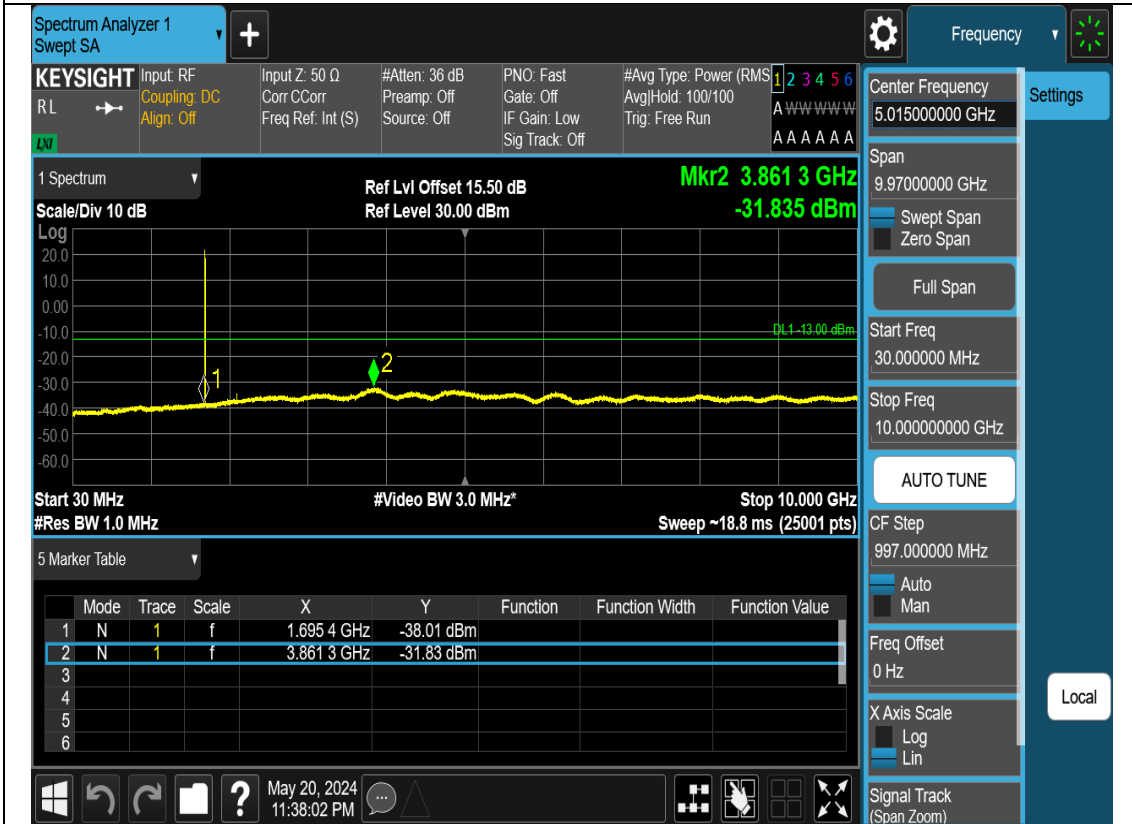 Spectrum Analyzer 1
Swept SA
+
Frequency
KEYSIGHT
R L
LXI
Input: RF
Coupling: DC
Align: Off
Input Z: 50 Ω
Corr CCorr
Freq Ref: Int (S)
#Atten: 36 dB
Preamp: Off
Source: Off
PNO: Fast
Gate: Off
IF Gain: Low
Sig Track: Off
#Avg Type: Power (RMS
Avg|Hold: 100/100
Trig: Free Run
1 2 3 4 5 6
A W W W W W
A A A A A A
1 Spectrum
Scale/Div 10 dB
Ref Lvl Offset 15.50 dB
Ref Level 30.00 dBm
Mkr2 3.861 3 GHz
-31.835 dBm
Log
20.0
10.0
0.00
-10.0
-20.0
-30.0
-40.0
-50.0
-60.0
DL1 -13.00 dBm
1
2
Start 30 MHz
#Res BW 1.0 MHz
#Video BW 3.0 MHz*
Stop 10.000 GHz
Sweep ~18.8 ms (25001 pts)
5 Marker Table
Mode Trace Scale X Y Function Function Width Function Value
1 N 1 f 1.695 4 GHz -38.01 dBm
2 N 1 f 3.861 3 GHz -31.83 dBm
3
4
5
6
?
May 20, 2024
11:38:02 PM
Center Frequency
5.015000000 GHz
Span
9.97000000 GHz
Swept Span
Zero Span
Full Span
Start Freq
30.000000 MHz
Stop Freq
10.000000000 GHz
AUTO TUNE
CF Step
997.000000 MHz
Auto
Man
Freq Offset
0 Hz
X Axis Scale
Log
Lin
Signal Track
(Span Zoom)
Settings
Local